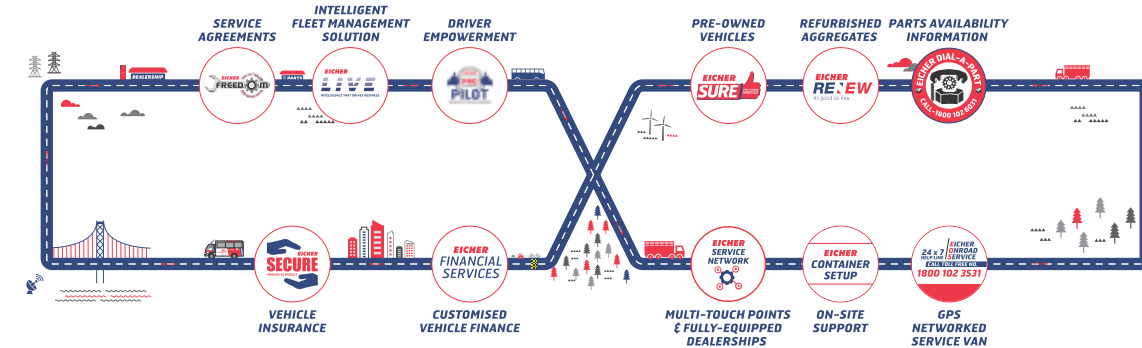 SERVICE
AGREEMENTS
INTELLIGENT
FLEET MANAGEMENT
SOLUTION
DRIVER
EMPOWERMENT
PRE-OWNED
VEHICLES
REFURBISHED
AGGREGATES
PARTS AVAILABILITY
INFORMATION
DEALERSHIP
EICHER
FREEDOM
PARTS
EICHER
LIVE
INTELLIGENCE THAT DRIVES BUSINESS
PRO
PILOT
EICHER
SURE
EICHER
RENEW
As good to new
EICHER DIAL-A-PART
CALL-1800 102 6031
EICHER
SECURE
EICHER
FINANCIAL
SERVICES
EICHER
SERVICE
NETWORK
EICHER
CONTAINER
SETUP
24 x 7
HELP LINE
EICHER
ONROAD
SERVICE
CALL TOLL FREE NO.
1800 102 3531
VEHICLE
INSURANCE
CUSTOMISED
VEHICLE FINANCE
MULTI-TOUCH POINTS
& FULLY-EQUIPPED
DEALERSHIPS
ON-SITE
SUPPORT
GPS
NETWORKED
SERVICE VAN